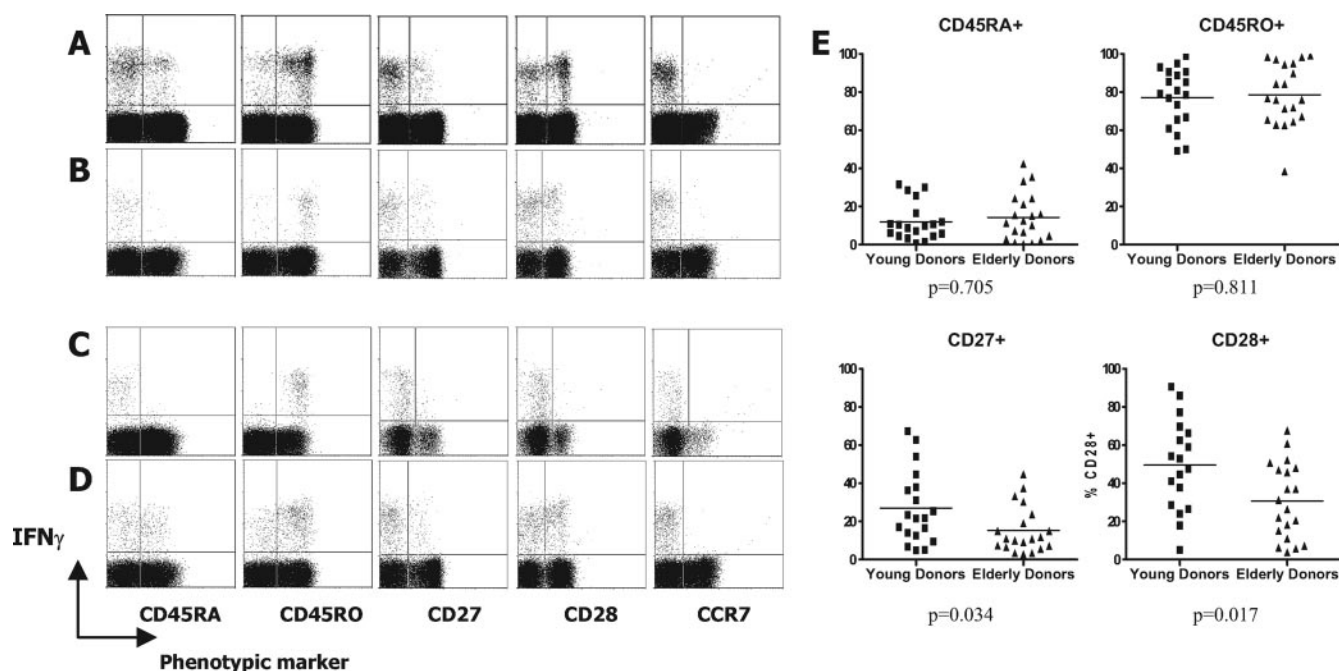 A
B
C
D
IFNγ
CD45RA CD45RO CD27 CD28 CCR7
Phenotypic marker
E
CD45RA+
100
80
60
40
20
0
Young Donors Elderly Donors
p=0.705
CD45RO+
100
80
60
40
20
0
Young Donors Elderly Donors
p=0.811
CD27+
100
80
60
40
20
0
Young Donors Elderly Donors
p=0.034
CD28+
% CD28+
100
80
60
40
20
0
Young Donors Elderly Donors
p=0.017